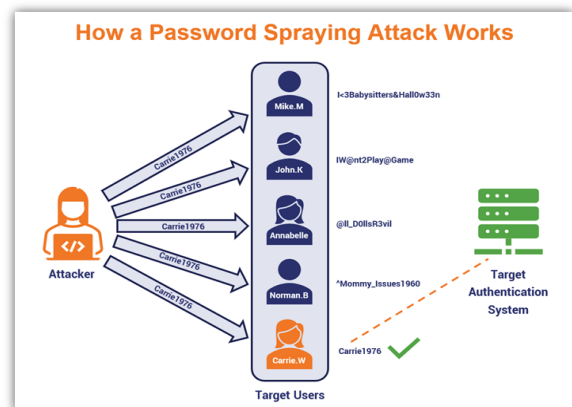 How a Password Spraying Attack Works
Mike.M
I<3Babysitters&Hall0w33n
Carrie1976
John.K
IW@nt2Play@Game
Carrie1976
Annabelle
@ll_D0llsR3vil
Carrie1976
Attacker
Norman.B
^Mommy_Issues1960
Carrie1976
Carrie.W
Carrie1976
Carrie1976
Target
Authentication
System
Target Users